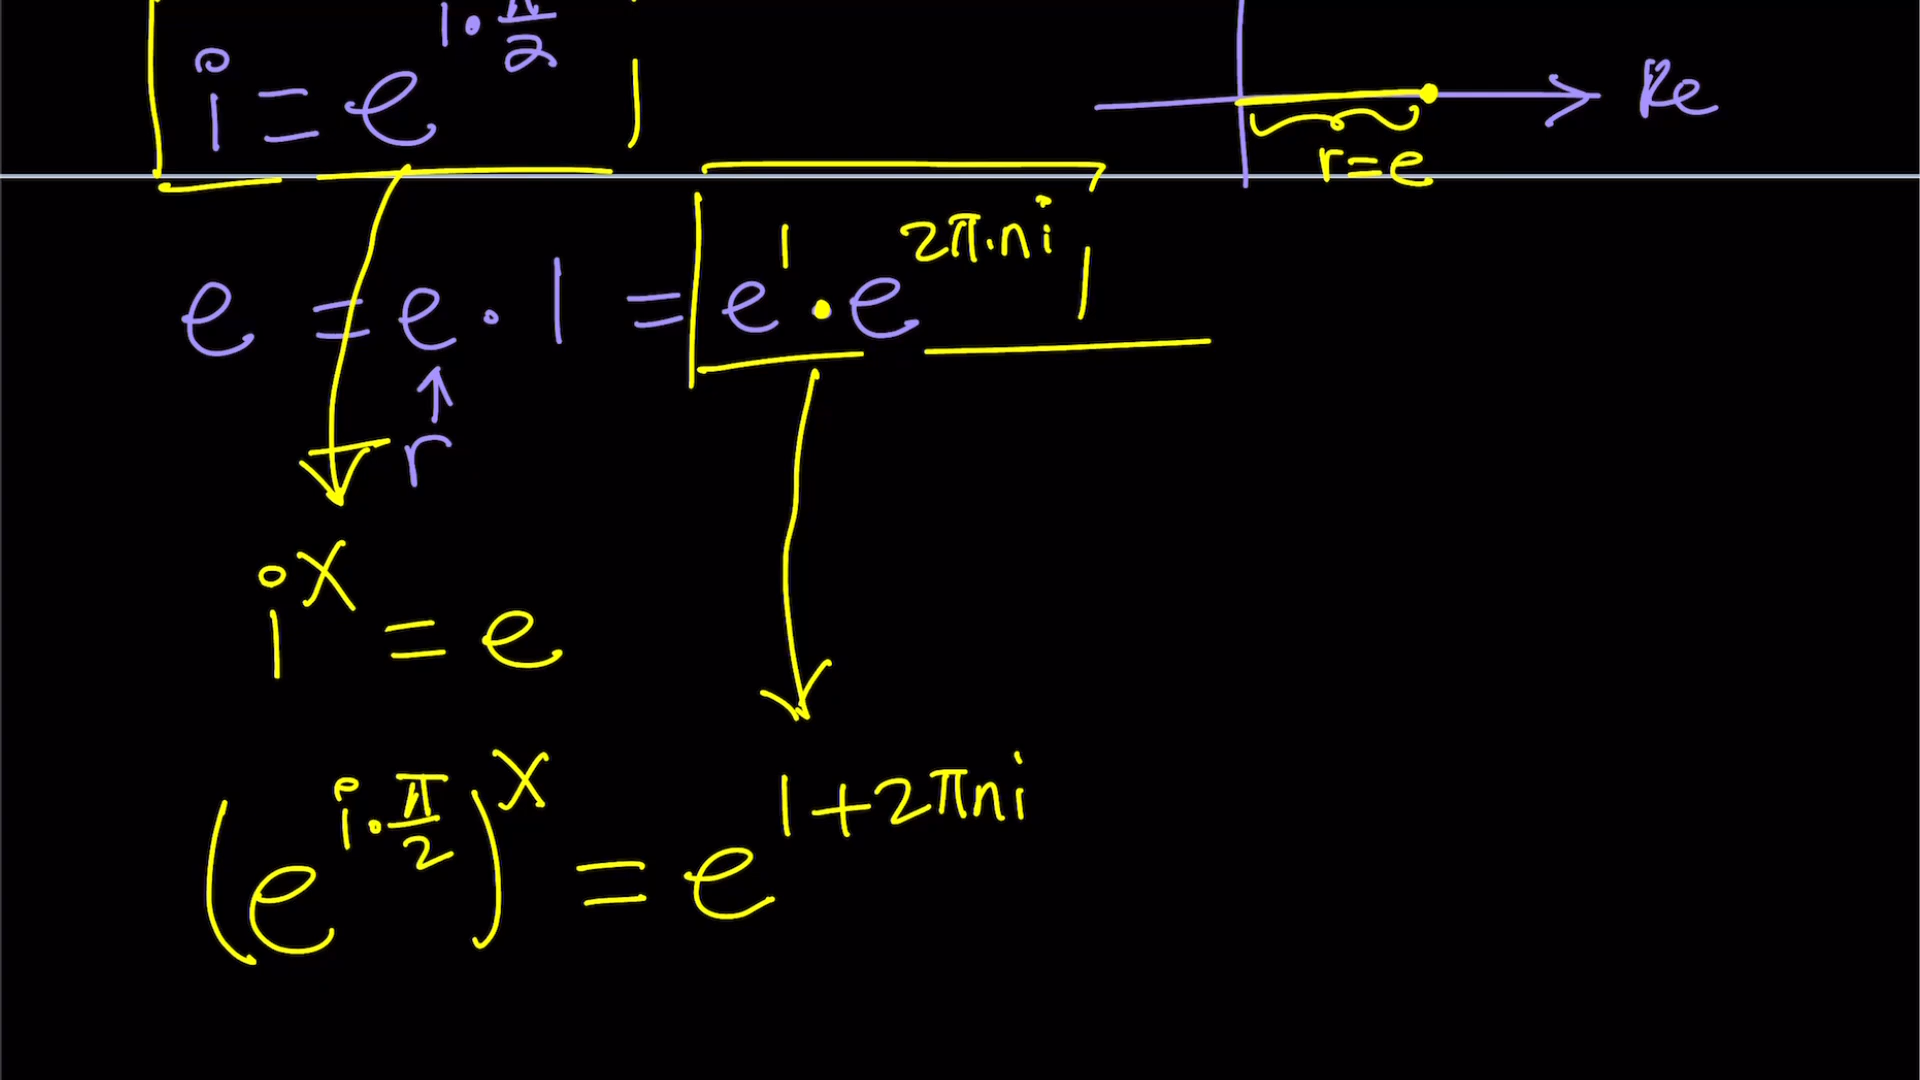 i = e^{i·π/2}
Re
r=e
e = e·1 = e^1 · e^{2π·ni}
↑
r
i^x = e
(e^{i·π/2})^x = e^{1+2πni}